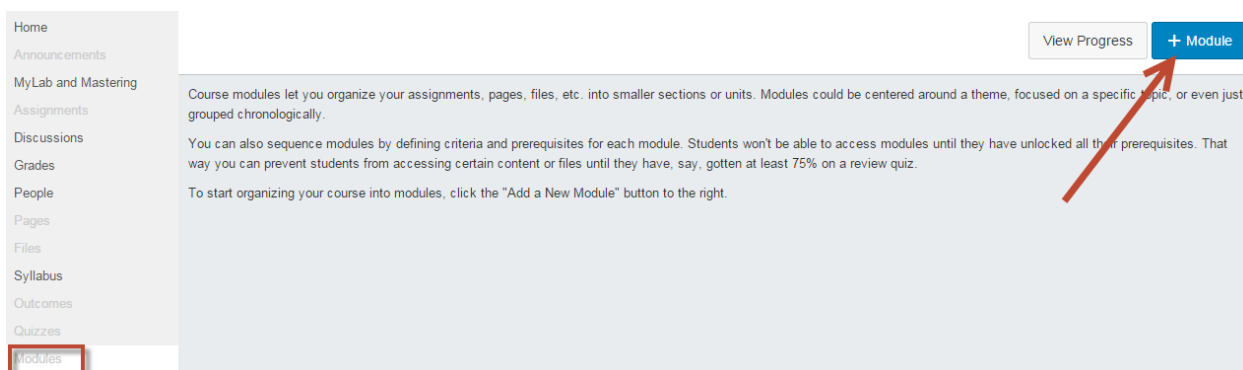 Home
Announcements
MyLab and Mastering
Assignments
Discussions
Grades
People
Pages
Files
Syllabus
Outcomes
Quizzes
Modules
View Progress
+ Module
Course modules let you organize your assignments, pages, files, etc. into smaller sections or units. Modules could be centered around a theme, focused on a specific topic, or even just
grouped chronologically.
You can also sequence modules by defining criteria and prerequisites for each module. Students won't be able to access modules until they have unlocked all their prerequisites. That
way you can prevent students from accessing certain content or files until they have, say, gotten at least 75% on a review quiz.
To start organizing your course into modules, click the "Add a New Module" button to the right.